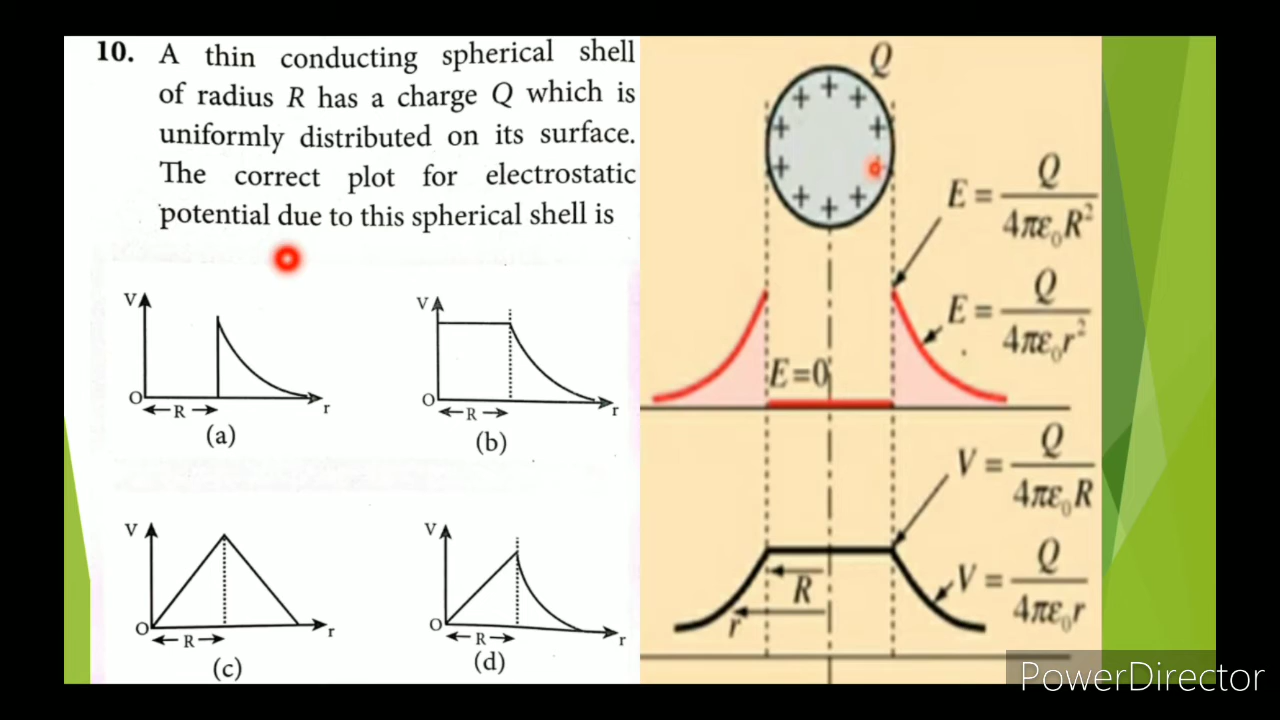 10. A thin conducting spherical shell
of radius R has a charge Q which is
uniformly distributed on its surface.
The correct plot for electrostatic
potential due to this spherical shell is
V
O
R
r
(a)
V
O
R
r
(b)
V
O
R
r
(c)
V
O
R
r
(d)
Q
+ + + + + + + + + +
E = Q / 4πε₀R²
E = Q / 4πε₀r²
E=0
V = Q / 4πε₀R
V = Q / 4πε₀r
R
r
PowerDirector